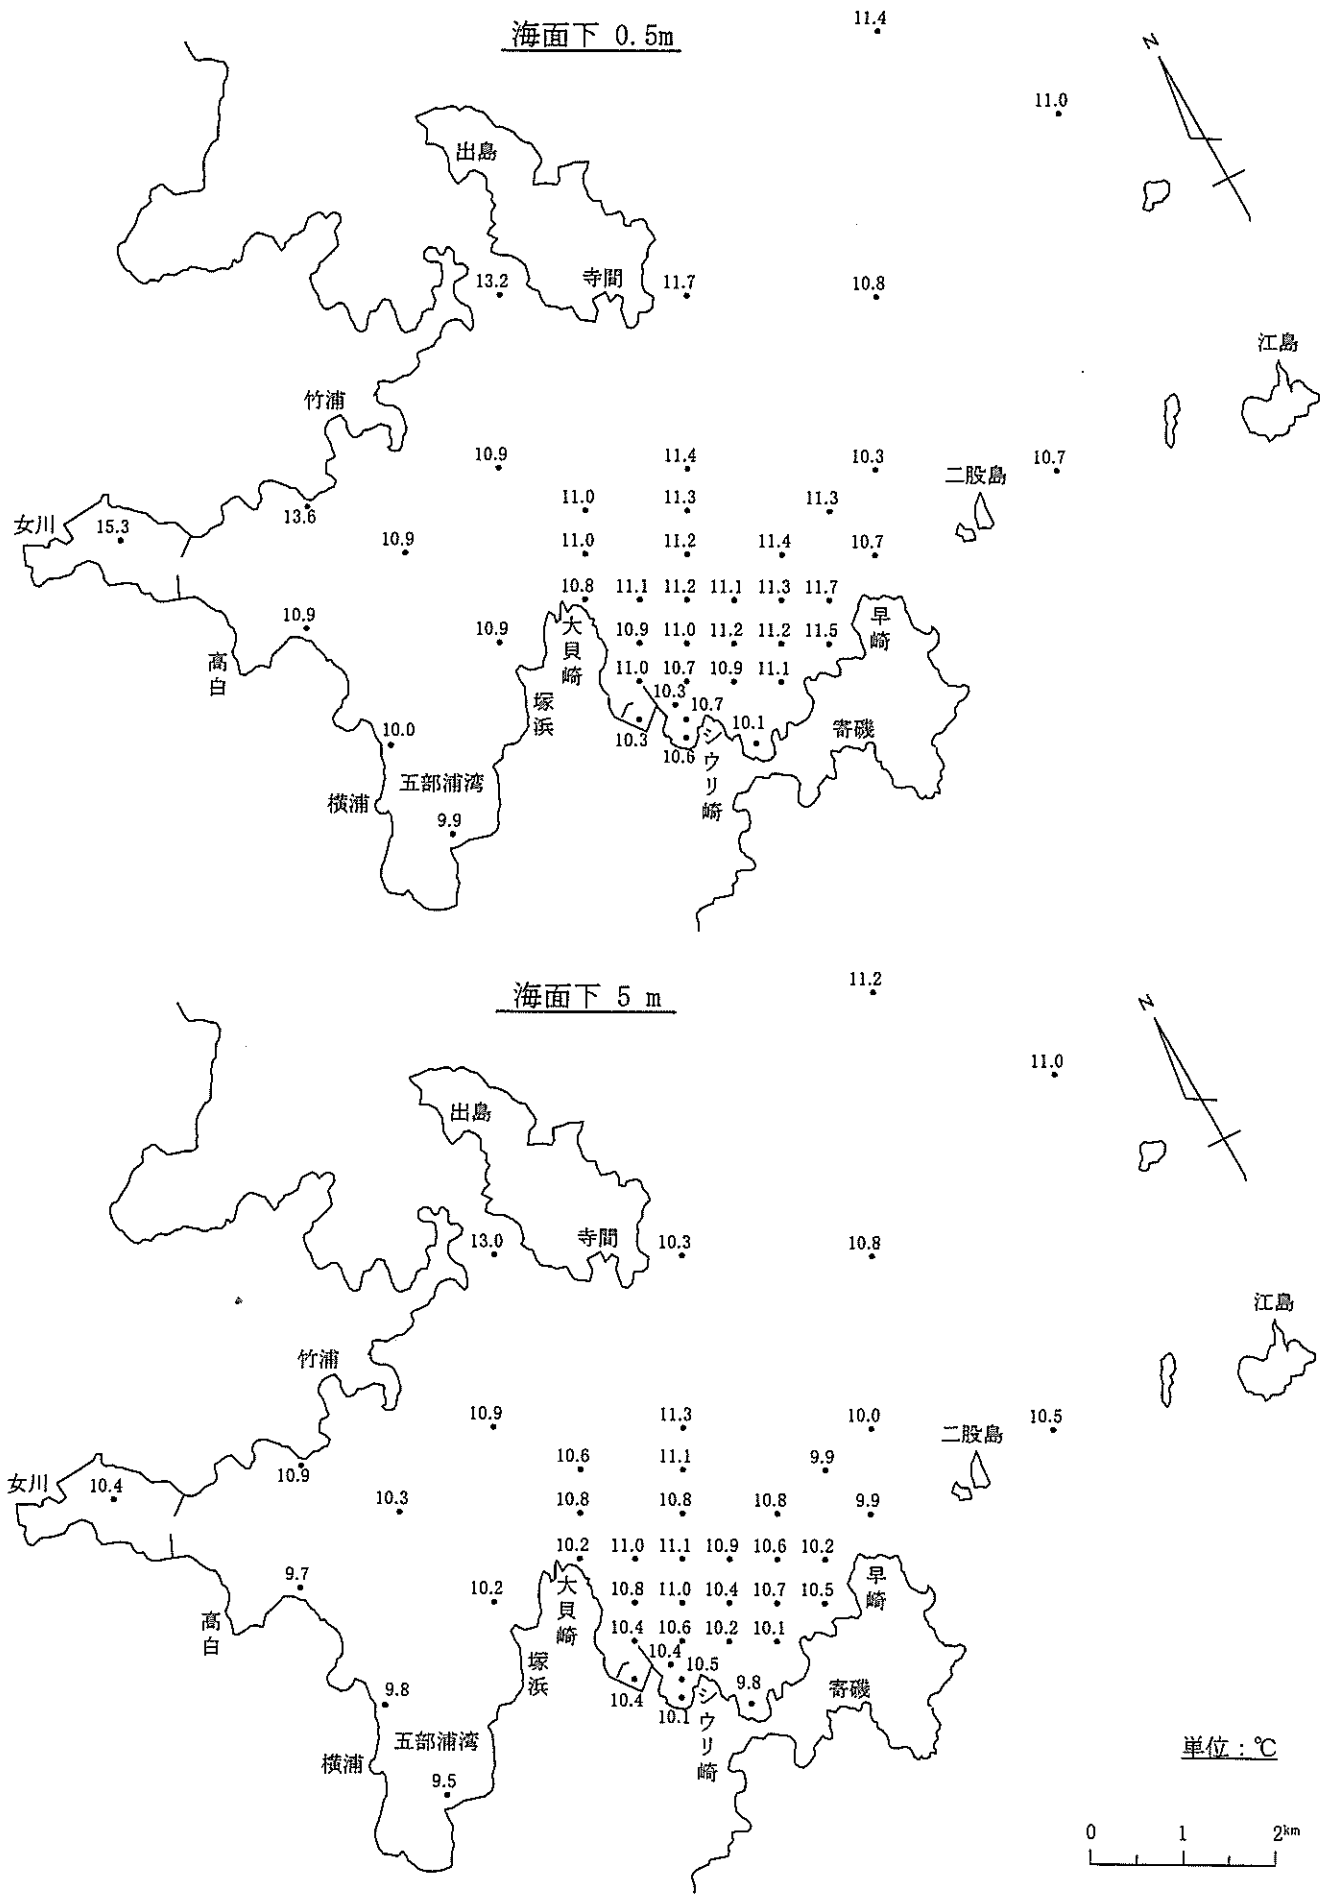 海面下 0.5m
11.4
N
11.0
出島
13.2
寺間
11.7
10.8
江島
竹浦
10.9
11.4
10.3
二股島
10.7
女川
15.3
13.6
11.0
11.3
11.3
10.9
11.0
11.2
11.4
10.7
10.8
11.1
11.2
11.1
11.3
11.7
10.9
高白
10.9
大貝崎
10.9
11.0
11.2
11.2
11.5
早崎
11.0
10.7
10.9
11.1
塚浜
10.3
10.7
10.3
10.6
シウリ崎
10.1
寄磯
10.0
五部浦湾
横浦
9.9
海面下 5 m
11.2
N
11.0
出島
13.0
寺間
10.3
10.8
江島
竹浦
10.9
11.3
10.0
二股島
10.5
女川
10.4
10.9
10.6
11.1
9.9
10.3
10.8
10.8
10.8
9.9
10.2
11.0
11.1
10.9
10.6
10.2
9.7
高白
10.2
大貝崎
10.8
11.0
10.4
10.7
10.5
早崎
10.4
10.6
10.2
10.1
塚浜
10.4
10.5
10.4
10.1
シウリ崎
9.8
寄磯
9.8
五部浦湾
横浦
9.5
単位:℃
0 1 2km